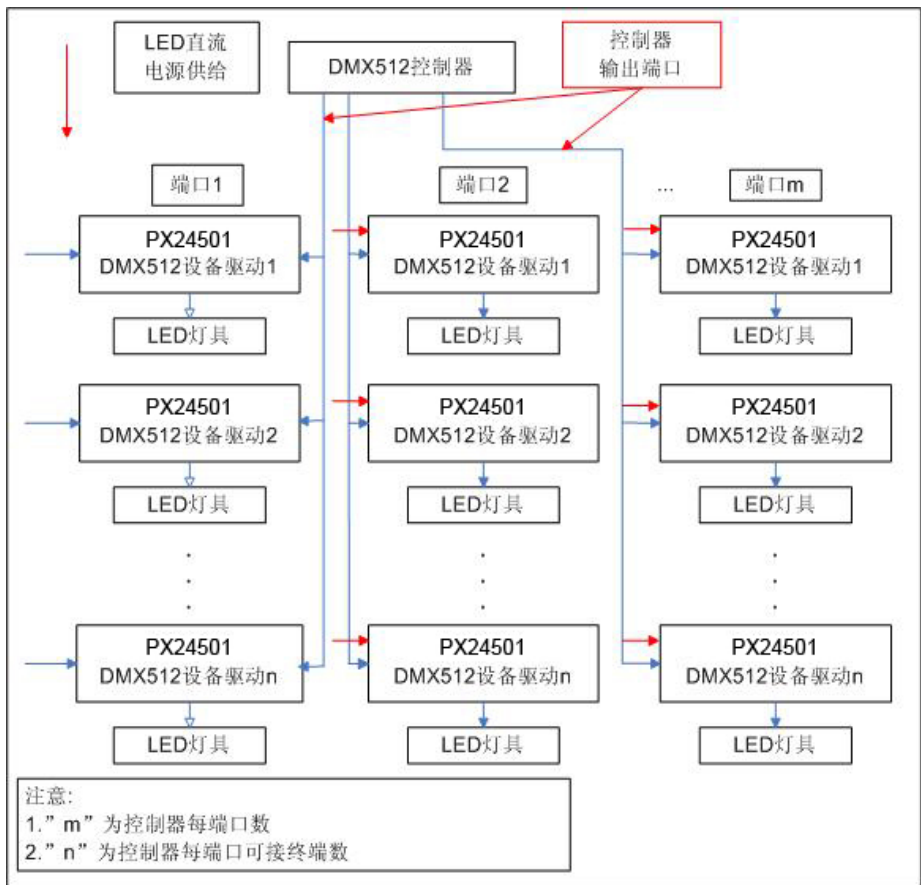 LED直流
电源供给
DMX512控制器
控制器
输出端口
端口1
端口2
...
端口m
PX24501
DMX512设备驱动1
PX24501
DMX512设备驱动1
PX24501
DMX512设备驱动1
LED灯具
LED灯具
LED灯具
PX24501
DMX512设备驱动2
PX24501
DMX512设备驱动2
PX24501
DMX512设备驱动2
LED灯具
LED灯具
LED灯具
PX24501
DMX512设备驱动n
PX24501
DMX512设备驱动n
PX24501
DMX512设备驱动n
LED灯具
LED灯具
LED灯具
注意:
1.”m”为控制器每端口数
2.”n”为控制器每端口可接终端数